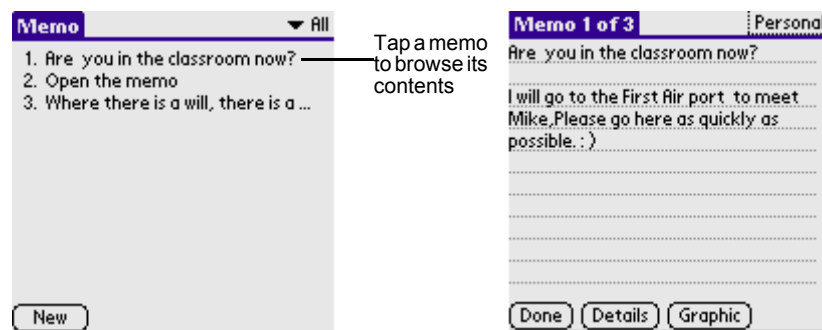 Memo
All
1. Are you in the classroom now?
2. Open the memo
3. Where there is a will, there is a ...
New
Tap a memo
to browse its
contents
Memo 1 of 3
Personal
Are you in the classroom now?
I will go to the First Air port to meet
Mike,Please go here as quickly as
possible. : )
Done
Details
Graphic